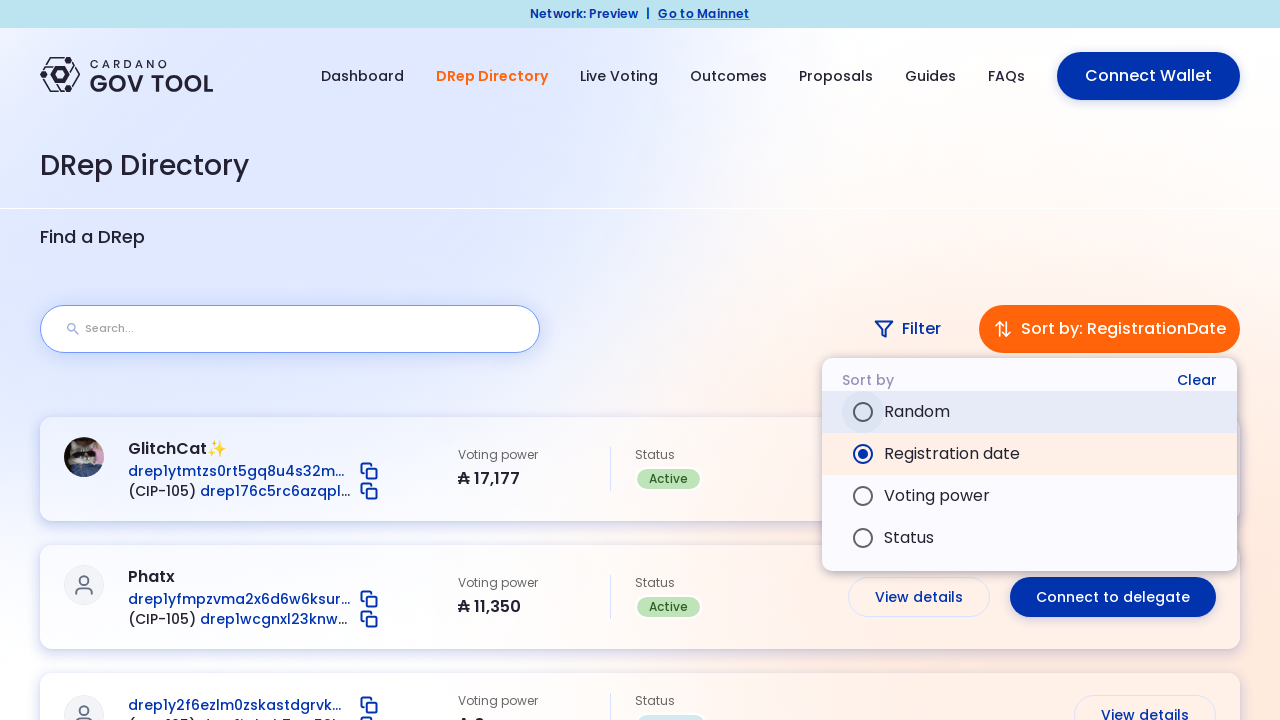 Network: Preview | Go to Mainnet
CARDANO
GOV TOOL
Dashboard
DRep Directory
Live Voting
Outcomes
Proposals
Guides
FAQs
Connect Wallet
DRep Directory
Find a DRep
Search...
Filter
Sort by: RegistrationDate
Sort by
Clear
Random
Registration date
Voting power
Status
GlitchCat✨
drep1ytmtzs0rt5gq8u4s32m...
(CIP-105) drep176c5rc6azqpl...
Voting power
₳ 17,177
Status
Active
Phatx
drep1yfmpzvma2x6d6w6ksur...
(CIP-105) drep1wcgnxl23knw...
Voting power
₳ 11,350
Status
Active
View details
Connect to delegate
drep1y2f6ezlm0zskastdgrvk...
Voting power
Status
View details